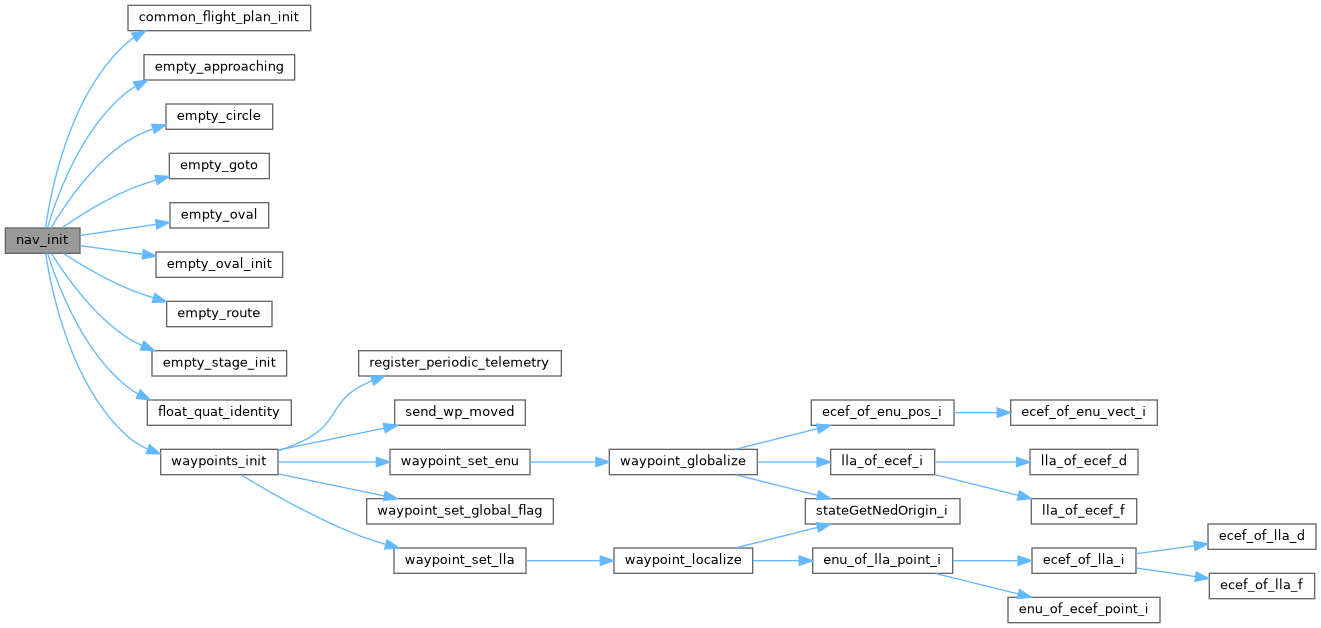 common_flight_plan_init
empty_approaching
empty_circle
empty_goto
empty_oval
nav_init
empty_oval_init
empty_route
empty_stage_init
register_periodic_telemetry
float_quat_identity
send_wp_moved
ecef_of_enu_pos_i
ecef_of_enu_vect_i
waypoints_init
waypoint_set_enu
waypoint_globalize
lla_of_ecef_i
lla_of_ecef_d
waypoint_set_global_flag
stateGetNedOrigin_i
lla_of_ecef_f
ecef_of_lla_d
waypoint_set_lla
waypoint_localize
enu_of_lla_point_i
ecef_of_lla_i
ecef_of_lla_f
enu_of_ecef_point_i